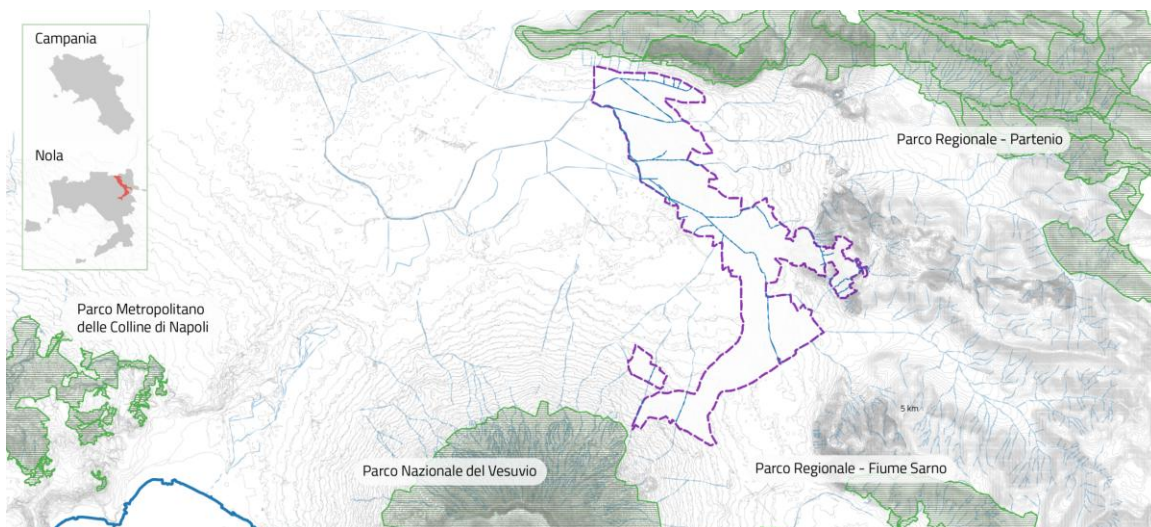 Campania
Nola
Parco Regionale - Partenio
Parco Metropolitano
delle Colline di Napoli
5 km
Parco Nazionale del Vesuvio
Parco Regionale - Fiume Sarno